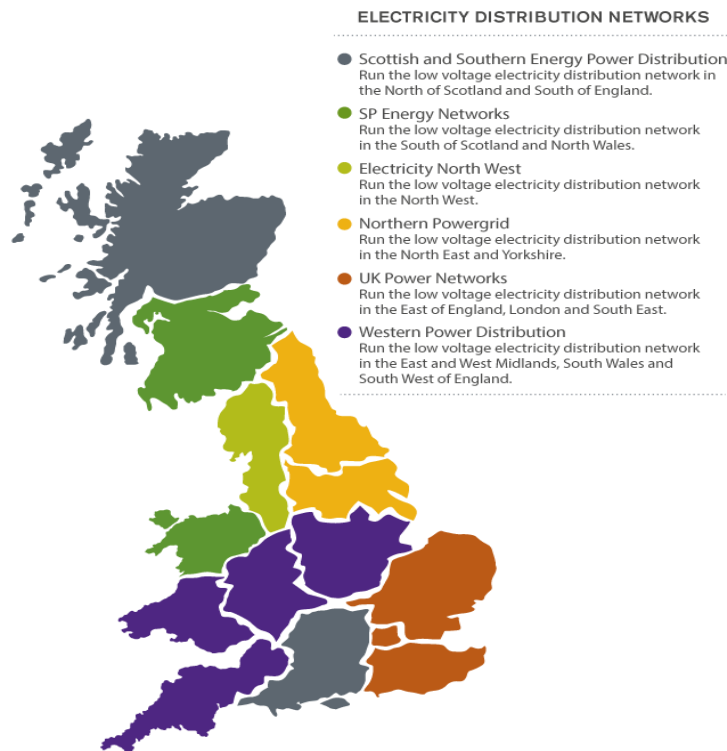 ELECTRICITY DISTRIBUTION NETWORKS
Scottish and Southern Energy Power Distribution
Run the low voltage electricity distribution network in
the North of Scotland and South of England.
SP Energy Networks
Run the low voltage electricity distribution network
in the South of Scotland and North Wales.
Electricity North West
Run the low voltage electricity distribution network
in the North West.
Northern Powergrid
Run the low voltage electricity distribution network
in the North East and Yorkshire.
UK Power Networks
Run the low voltage electricity distribution network
in the East of England, London and South East.
Western Power Distribution
Run the low voltage electricity distribution network
in the East and West Midlands, South Wales and
South West of England.